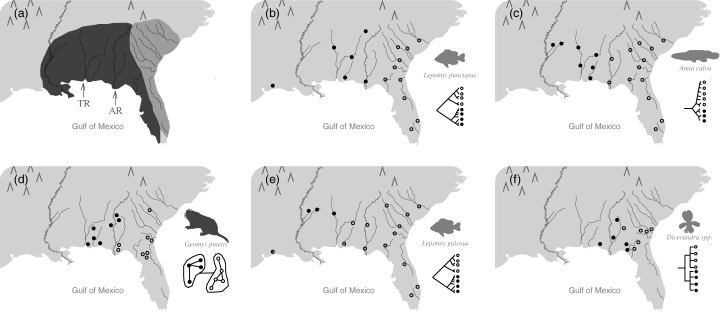 (a)
TR
AR
Gulf of Mexico
(b)
Lepomis punctatus
Gulf of Mexico
(c)
Amia calva
Gulf of Mexico
(d)
Geomys pinetis
Gulf of Mexico
(e)
Lepomis gulosus
Gulf of Mexico
(f)
Dicerandra spp.
Gulf of Mexico